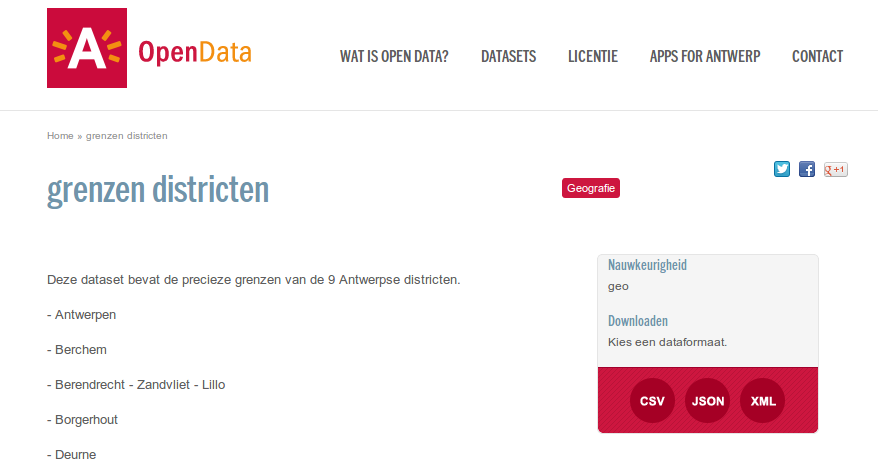 A OpenData
WAT IS OPEN DATA? DATASETS LICENTIE APPS FOR ANTWERP CONTACT
Home » grenzen districten
grenzen districten
Geografie
g +1
Deze dataset bevat de precieze grenzen van de 9 Antwerpse districten.
- Antwerpen
- Berchem
- Berendrecht - Zandvliet - Lillo
- Borgerhout
- Deurne
Nauwkeurigheid
geo
Downloaden
Kies een dataformaat.
CSV JSON XML